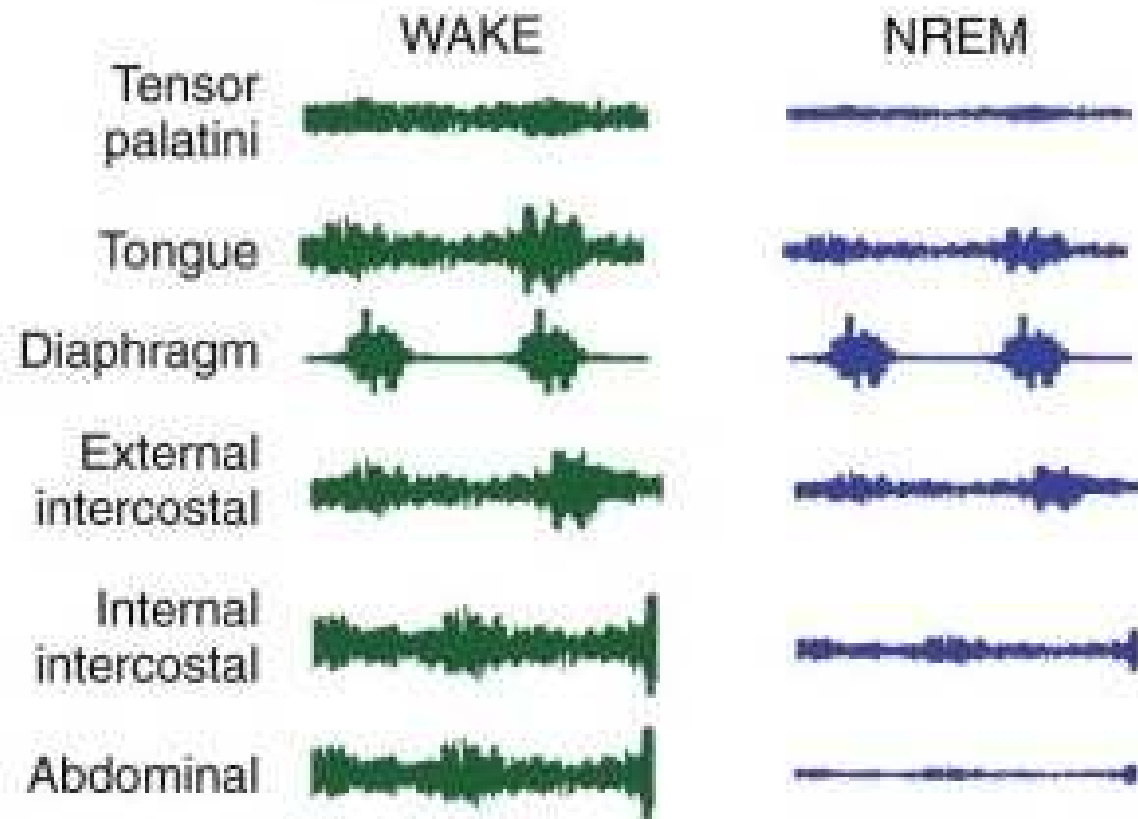 WAKE NREM
Tensor
palatini
Tongue
Diaphragm
External
intercostal
Internal
intercostal
Abdominal